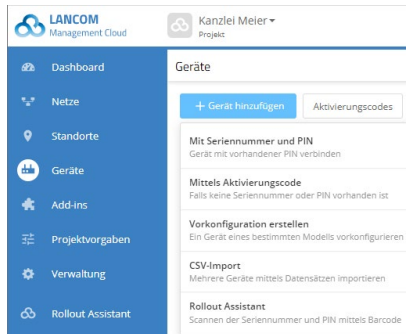 LANCOM
Management Cloud
Kanzlei Meier
Projekt
Dashboard
Netze
Standorte
Geräte
Add-ins
Projektvorgaben
Verwaltung
Rollout Assistant
Geräte
+ Gerät hinzufügen
Aktivierungscodes
Mit Seriennummer und PIN
Gerät mit vorhandener PIN verbinden
Mittels Aktivierungscode
Falls keine Seriennummer oder PIN vorhanden ist
Vorkonfiguration erstellen
Ein Gerät eines bestimmten Modells vorkonfigurieren
CSV-Import
Mehrere Geräte mittels Datensätzen importieren
Rollout Assistant
Scannen der Seriennummer und PIN mittels Barcode